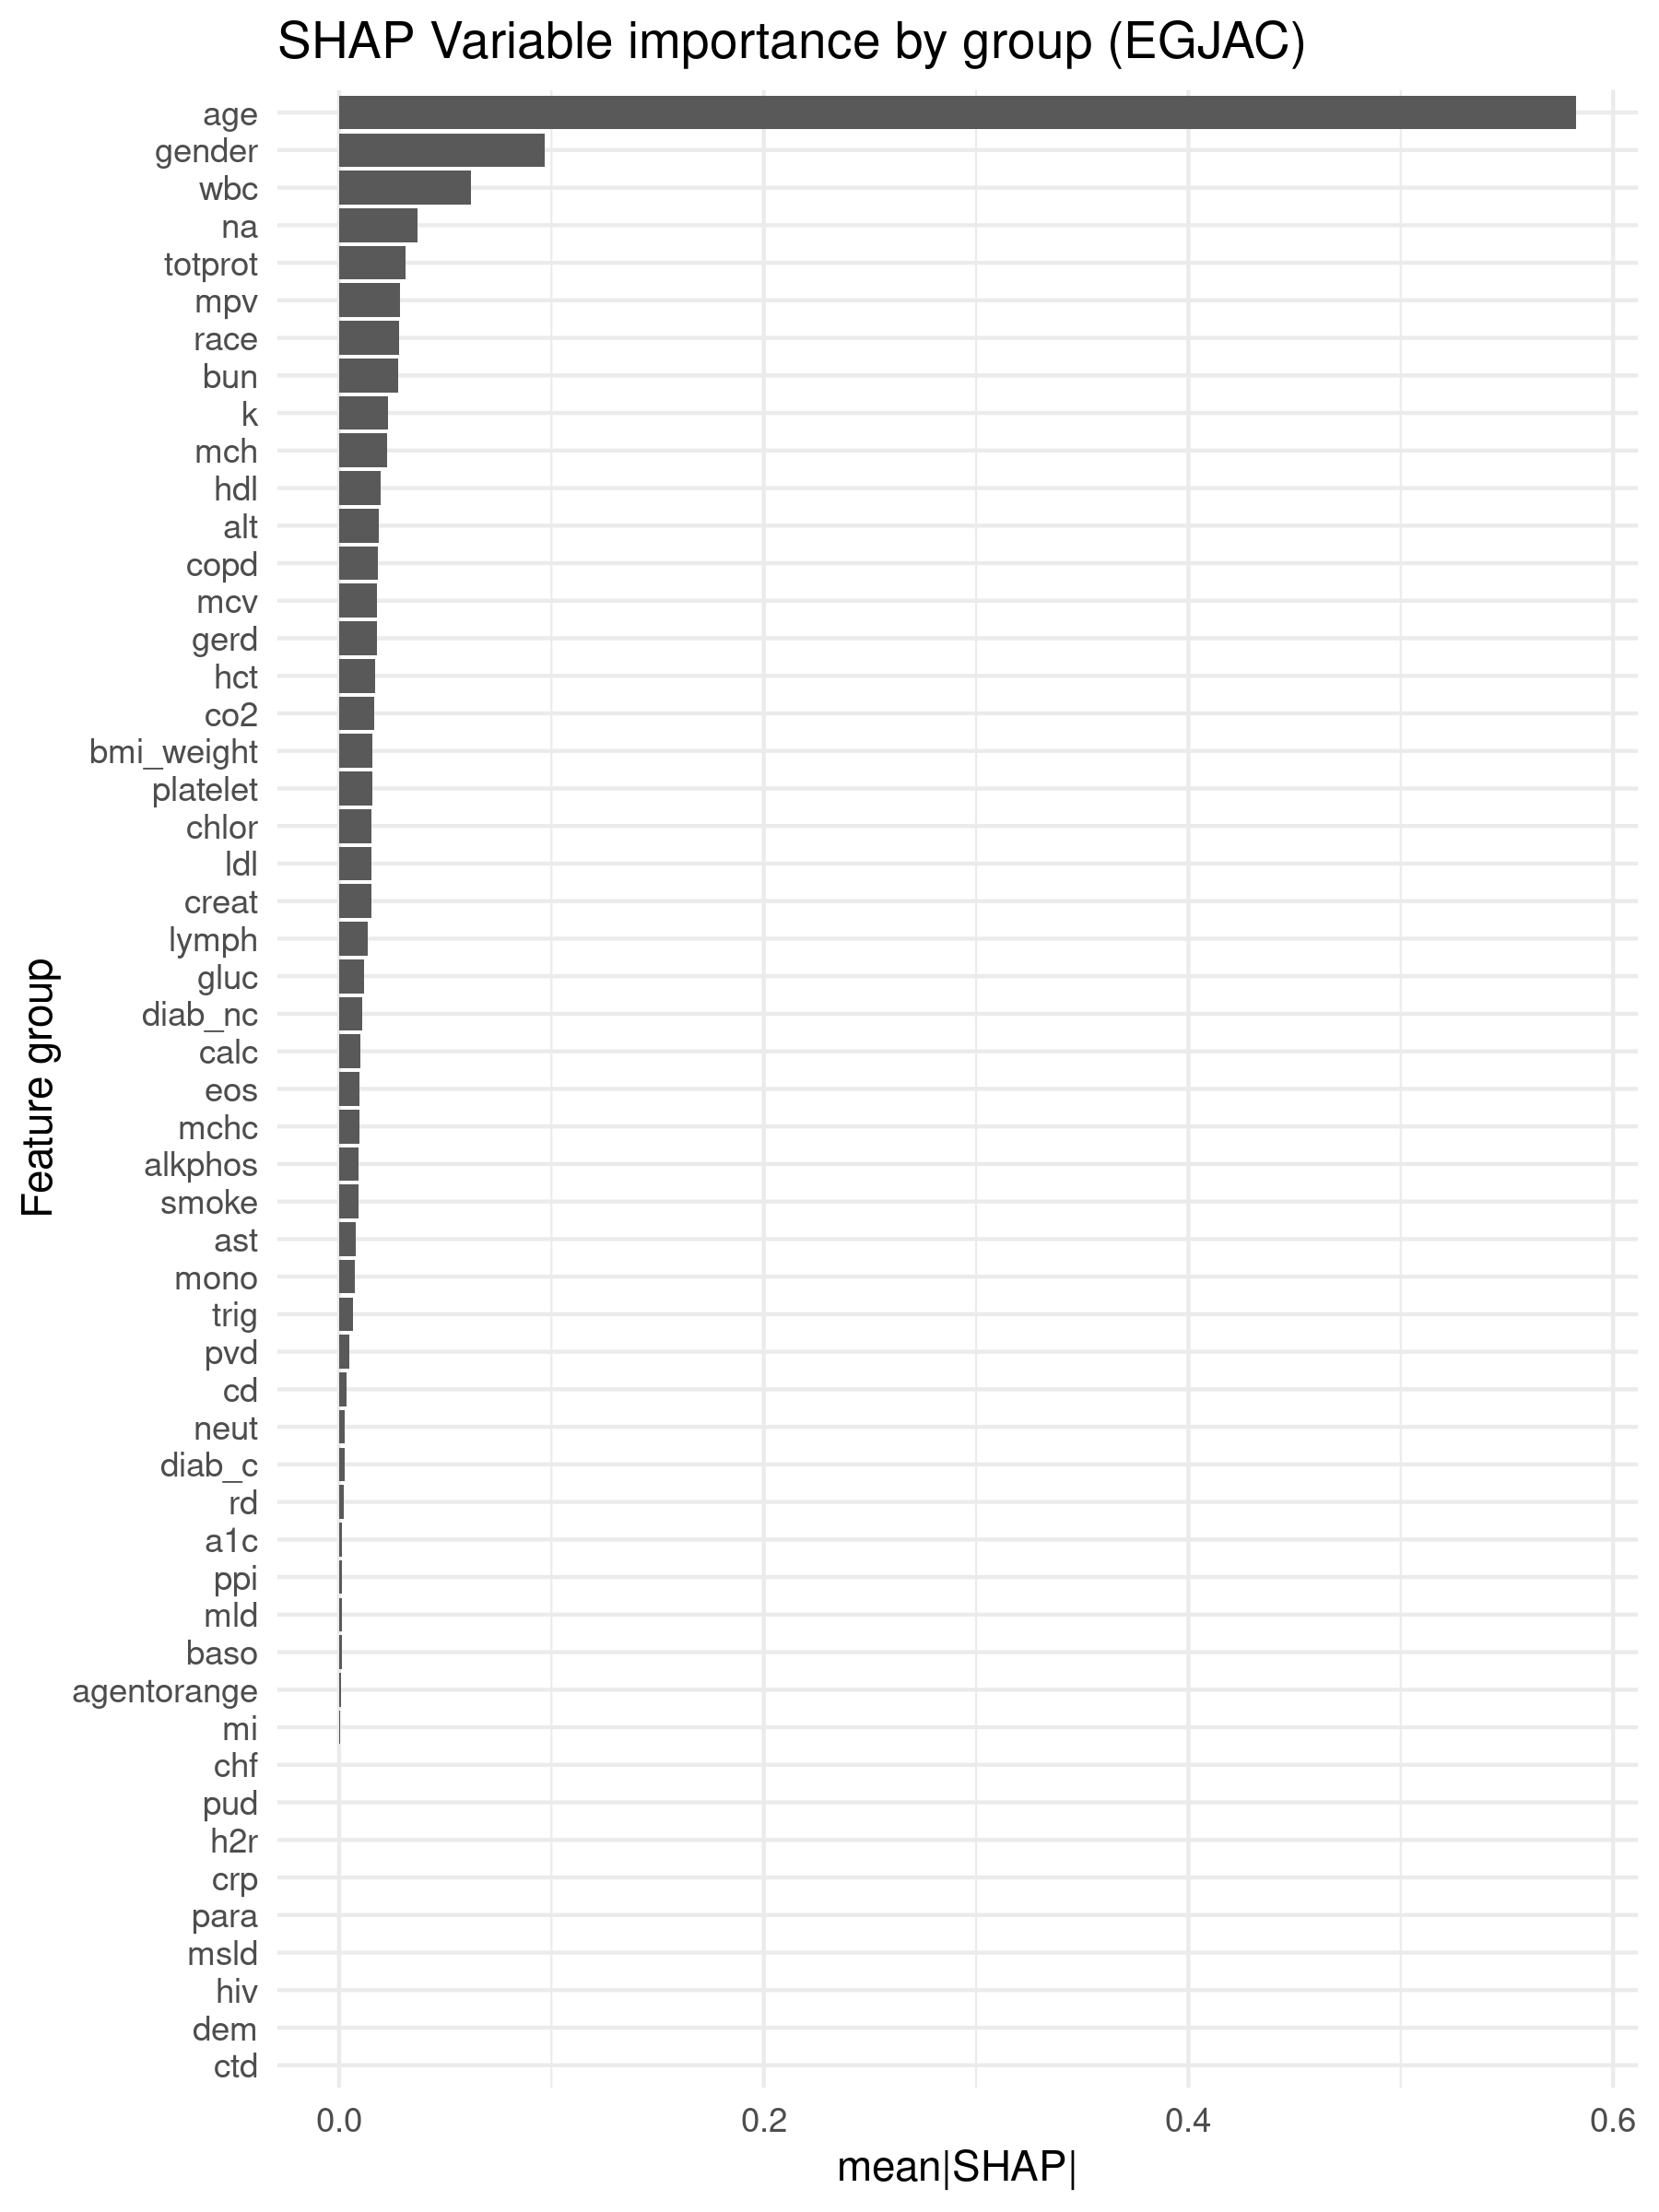 SHAP Variable importance by group (EGJAC)
Feature group
age
gender
wbc
na
totprot
mpv
race
bun
k
mch
hdl
alt
copd
mcv
gerd
hct
co2
bmi_weight
platelet
chlor
ldl
creat
lymph
gluc
diab_nc
calc
eos
mchc
alkphos
smoke
ast
mono
trig
pvd
cd
neut
diab_c
rd
a1c
ppi
mld
baso
agentorange
mi
chf
pud
h2r
crp
para
msld
hiv
dem
ctd
0.0 0.2 0.4 0.6
mean|SHAP|